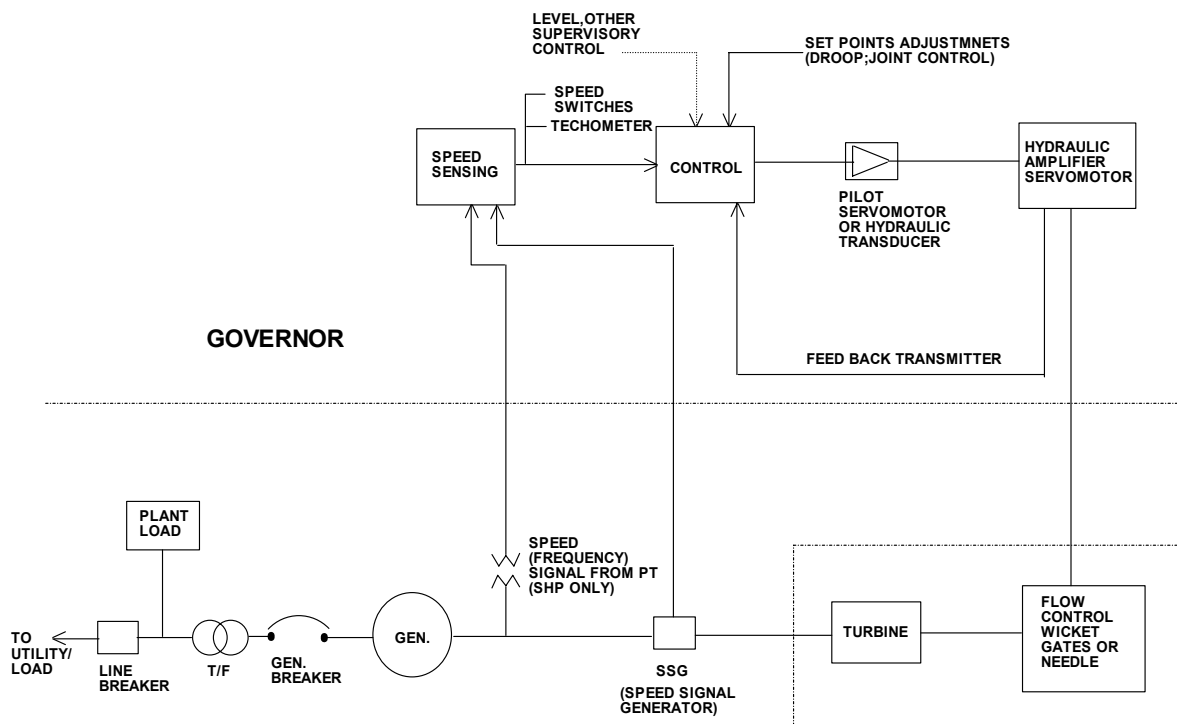 LEVEL,OTHER
SUPERVISORY
CONTROL
SET POINTS ADJUSTMNETS
(DROOP;JOINT CONTROL)
SPEED
SWITCHES
TECHOMETER
SPEED
SENSING
CONTROL
HYDRAULIC
AMPLIFIER
SERVOMOTOR
PILOT
SERVOMOTOR
OR HYDRAULIC
TRANSDUCER
GOVERNOR
FEED BACK TRANSMITTER
PLANT
LOAD
SPEED
(FREQUENCY)
SIGNAL FROM PT
(SHP ONLY)
TO
UTILITY/
LOAD
LINE
BREAKER
T/F
GEN.
BREAKER
GEN.
SSG
(SPEED SIGNAL
GENERATOR)
TURBINE
FLOW
CONTROL
WICKET
GATES OR
NEEDLE